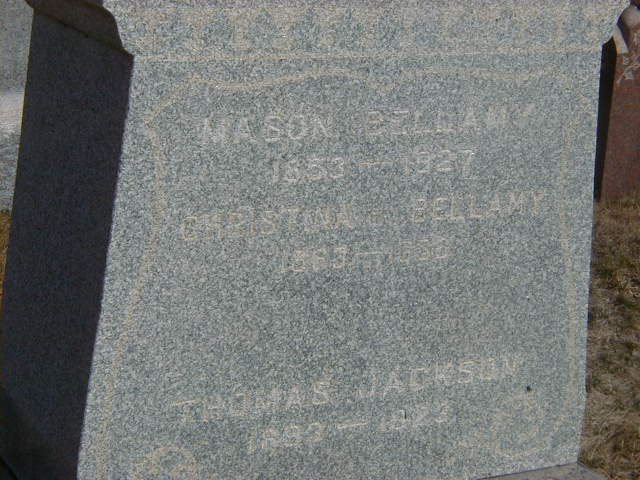 MASON BELLAMY
1853 — 1927
CHRISTINA BELLAMY
THOMAS JACKSON